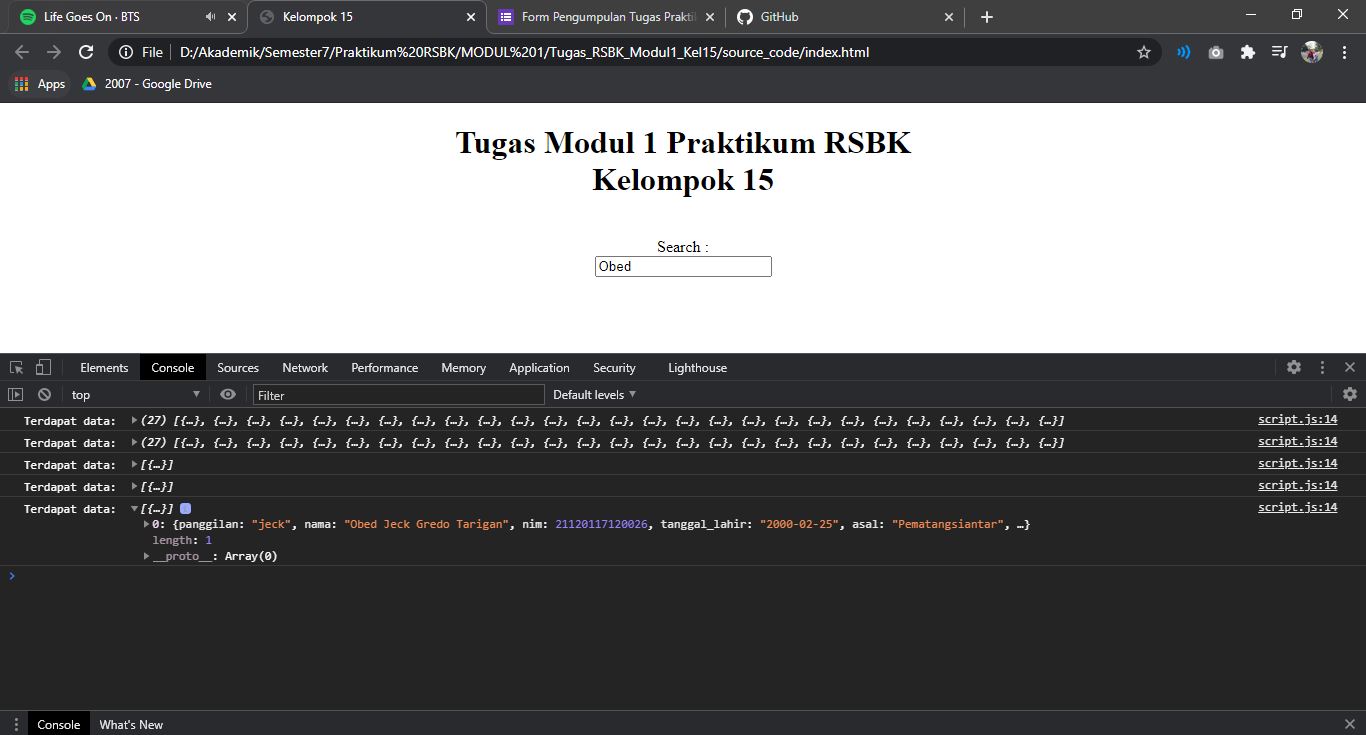 Life Goes On · BTS
Kelompok 15
Form Pengumpulan Tugas Prakti
GitHub
File | D:/Akademik/Semester7/Praktikum%20RSBK/MODUL%201/Tugas_RSBK_Modul1_Kel15/source_code/index.html
Apps
2007 - Google Drive
Tugas Modul 1 Praktikum RSBK
Kelompok 15
Search :
Obed
Elements Console Sources Network Performance Memory Application Security Lighthouse
top Filter Default levels
Terdapat data: (27) [{…}, {…}, {…}, {…}, {…}, {…}, {…}, {…}, {…}, {…}, {…}, {…}, {…}, {…}, {…}, {…}, {…}, {…}, {…}, {…}, {…}, {…}, {…}, {…}, {…}, {…}, {…}] script.js:14
Terdapat data: (27) [{…}, {…}, {…}, {…}, {…}, {…}, {…}, {…}, {…}, {…}, {…}, {…}, {…}, {…}, {…}, {…}, {…}, {…}, {…}, {…}, {…}, {…}, {…}, {…}, {…}, {…}, {…}] script.js:14
Terdapat data: [{…}] script.js:14
Terdapat data: [{…}] script.js:14
Terdapat data: [{…}] script.js:14
0: {panggilan: "jeck", nama: "Obed Jeck Gredo Tarigan", nim: 21120117120026, tanggal_lahir: "2000-02-25", asal: "Pematangsiantar", …}
length: 1
__proto__: Array(0)
Console What's New